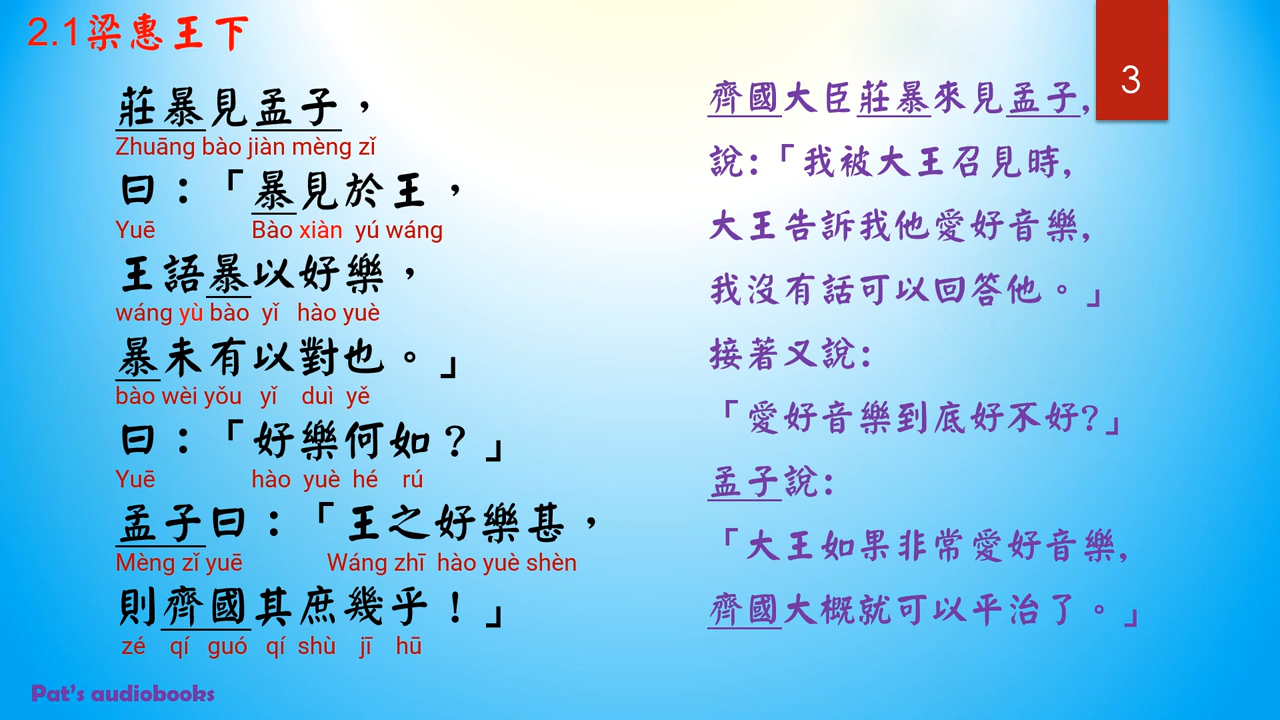 2.1梁惠王下
3
莊暴見孟子，
Zhuāng bào jiàn mèng zǐ
曰：「暴見於王，
Yuē Bào xiàn yú wáng
王語暴以好樂，
wáng yù bào yǐ hào yuè
暴未有以對也。」
bào wèi yǒu yǐ duì yě
曰：「好樂何如？」
Yuē hào yuè hé rú
孟子曰：「王之好樂甚，
Mèng zǐ yuē Wáng zhī hào yuè shèn
則齊國其庶幾乎！」
zé qí guó qí shù jī hū
齊國大臣莊暴來見孟子,
說:「我被大王召見時,
大王告訴我他愛好音樂,
我沒有話可以回答他。」
接著又說:
「愛好音樂到底好不好?」
孟子說:
「大王如果非常愛好音樂,
齊國大概就可以平治了。」
Pat's audiobooks